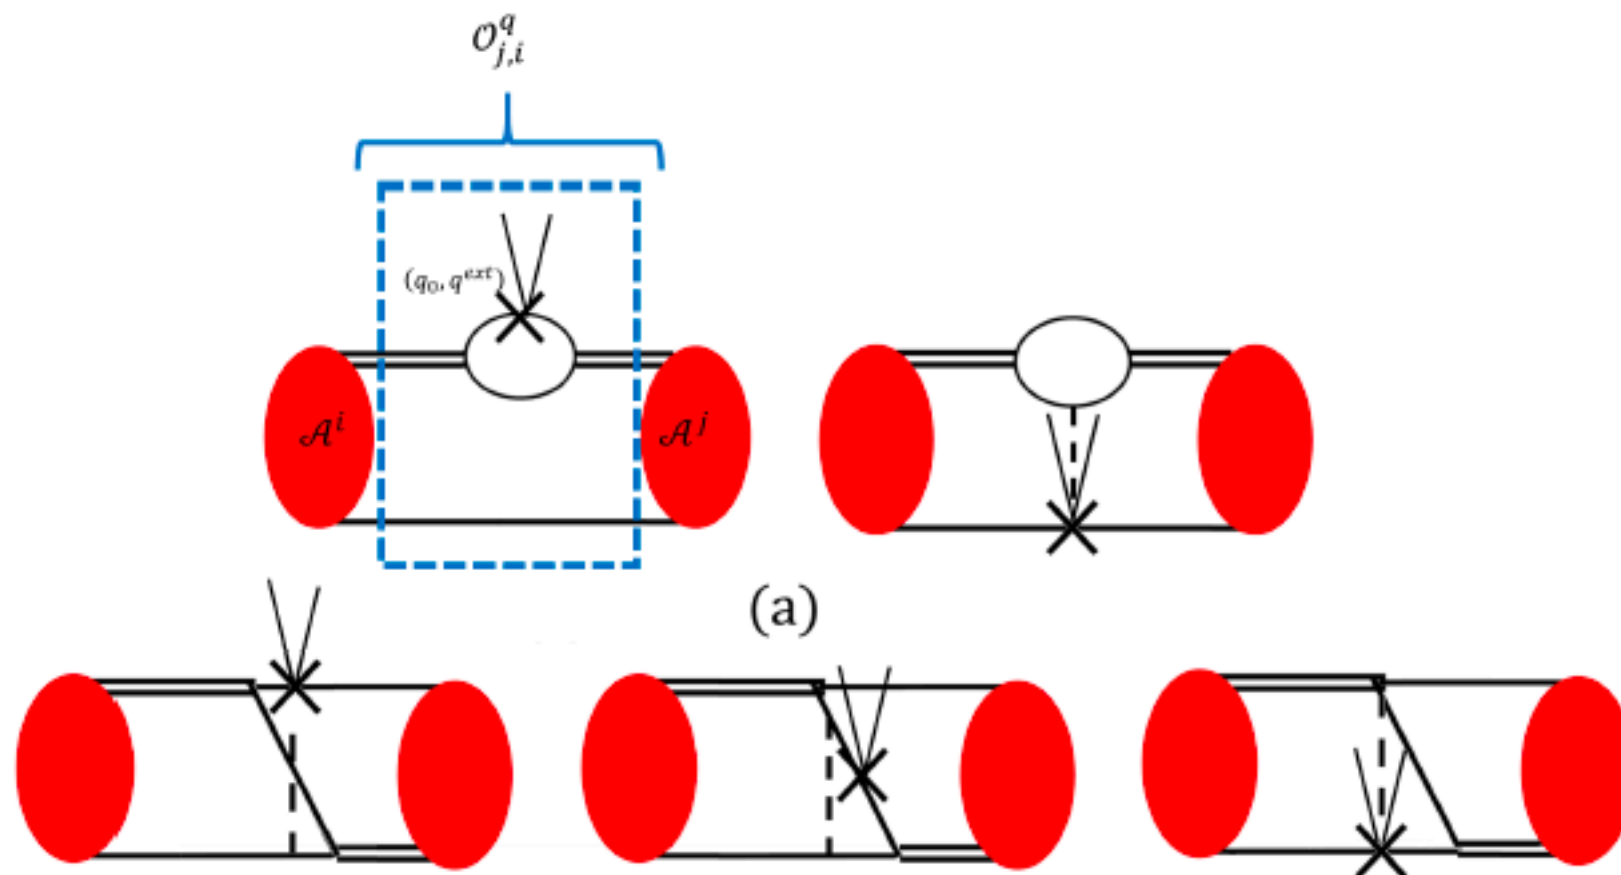 𝒪^q_{j,i}
(q_0, q^{ext})
𝒜^i 𝒜^j
(a)